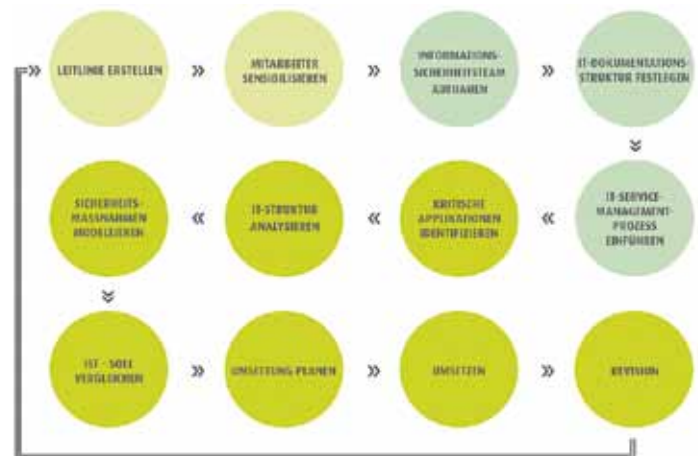 LEITLINIE ERSTELLEN
MITARBEITER
SENSIBILISIEREN
INFORMATIONS-
SICHERHEITSTEAM
AUFBAUEN
IT-DOKUMENTATIONS-
STRUKTUR FESTLEGEN
IT-SERVICE-
MANAGEMENT-
PROZESS
EINFÜHREN
KRITISCHE
APPLIKATIONEN
IDENTIFIZIEREN
IT-STRUKTUR
ANALYSIEREN
SICHERHEITS-
MASSNAHMEN
MODELLIEREN
IST - SOLL
VERGLEICHEN
UMSETZUNG PLANEN
UMSETZEN
REVISION